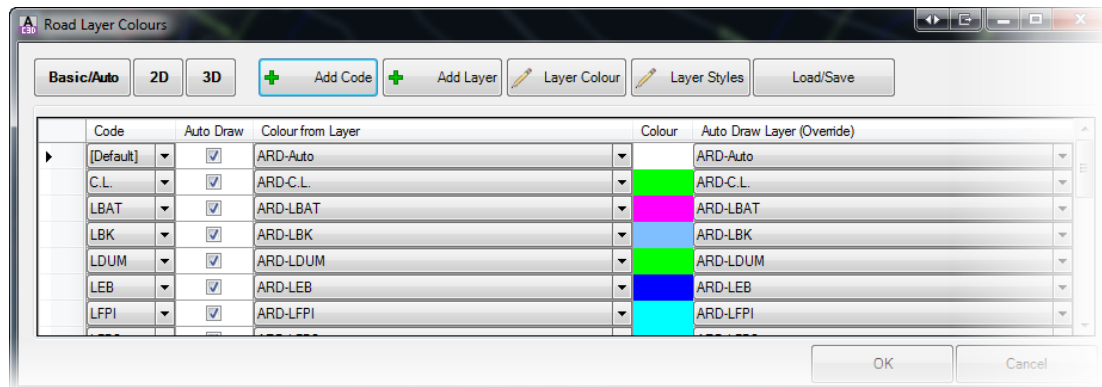 A C3D Road Layer Colours
Basic/Auto 2D 3D Add Code Add Layer Layer Colour Layer Styles Load/Save
Code Auto Draw Colour from Layer Colour Auto Draw Layer (Override)
[Default] ARD-Auto ARD-Auto
C.L. ARD-C.L. ARD-C.L.
LBAT ARD-LBAT ARD-LBAT
LBK ARD-LBK ARD-LBK
LDUM ARD-LDUM ARD-LDUM
LEB ARD-LEB ARD-LEB
LFPI ARD-LFPI ARD-LFPI
OK Cancel